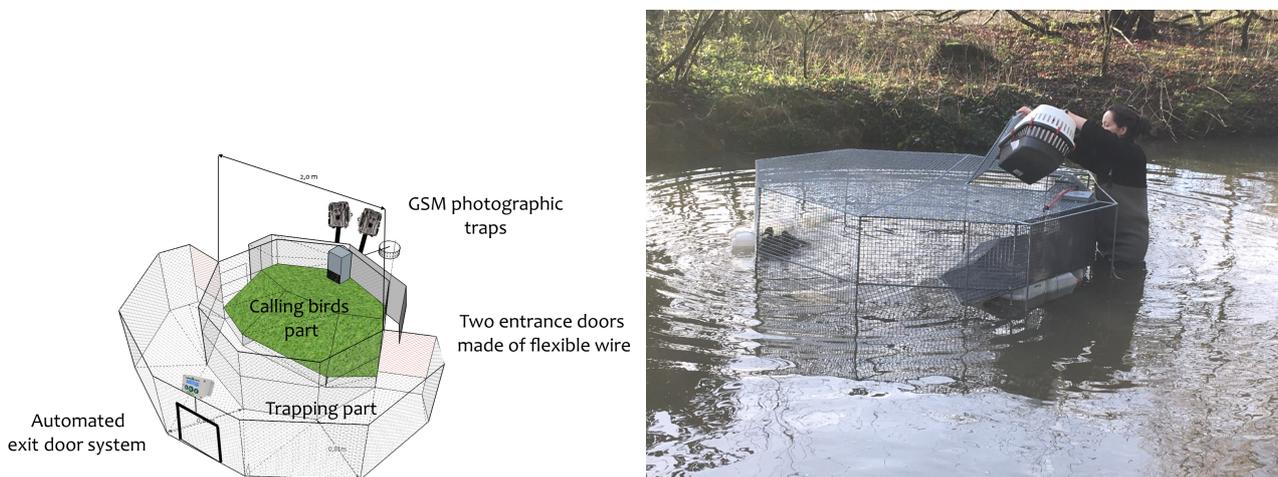 2,0 m
GSM photographic
traps
Calling birds
part
Two entrance doors
made of flexible wire
Trapping part
Automated
exit door system